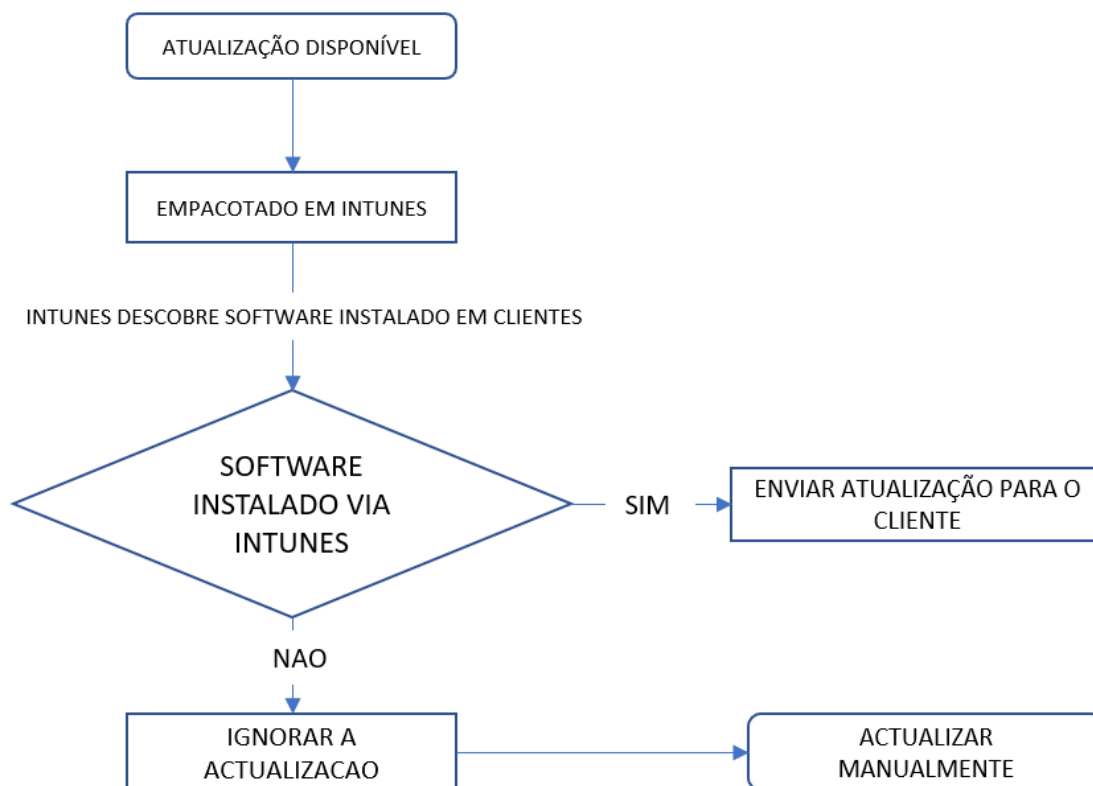 ATUALIZAÇÃO DISPONÍVEL
EMPACOTADO EM INTUNES
INTUNES DESCOBRE SOFTWARE INSTALADO EM CLIENTES
SOFTWARE
INSTALADO VIA
INTUNES
SIM
ENVIAR ATUALIZAÇÃO PARA O
CLIENTE
NAO
IGNORAR A
ACTUALIZACAO
ACTUALIZAR
MANUALMENTE